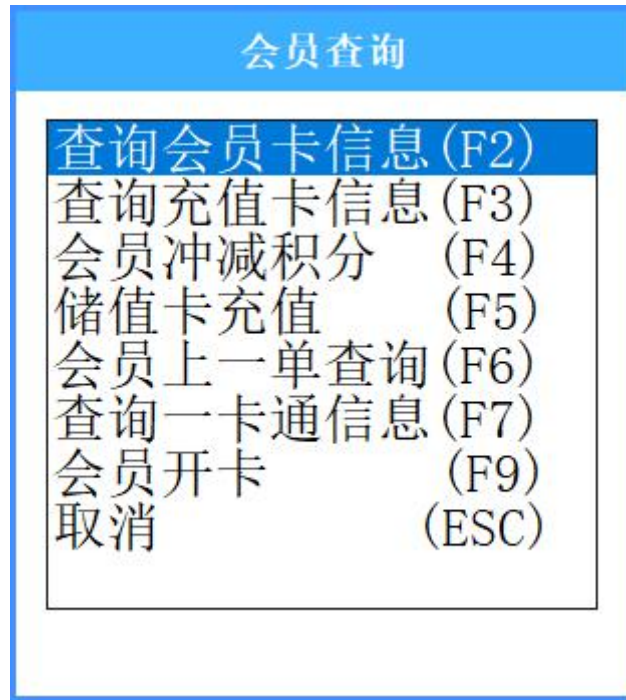 会员查询
查询会员卡信息(F2)
查询充值卡信息(F3)
会员冲减积分 (F4)
储值卡充值 (F5)
会员上一单查询(F6)
查询一卡通信息(F7)
会员开卡 (F9)
取消 (ESC)